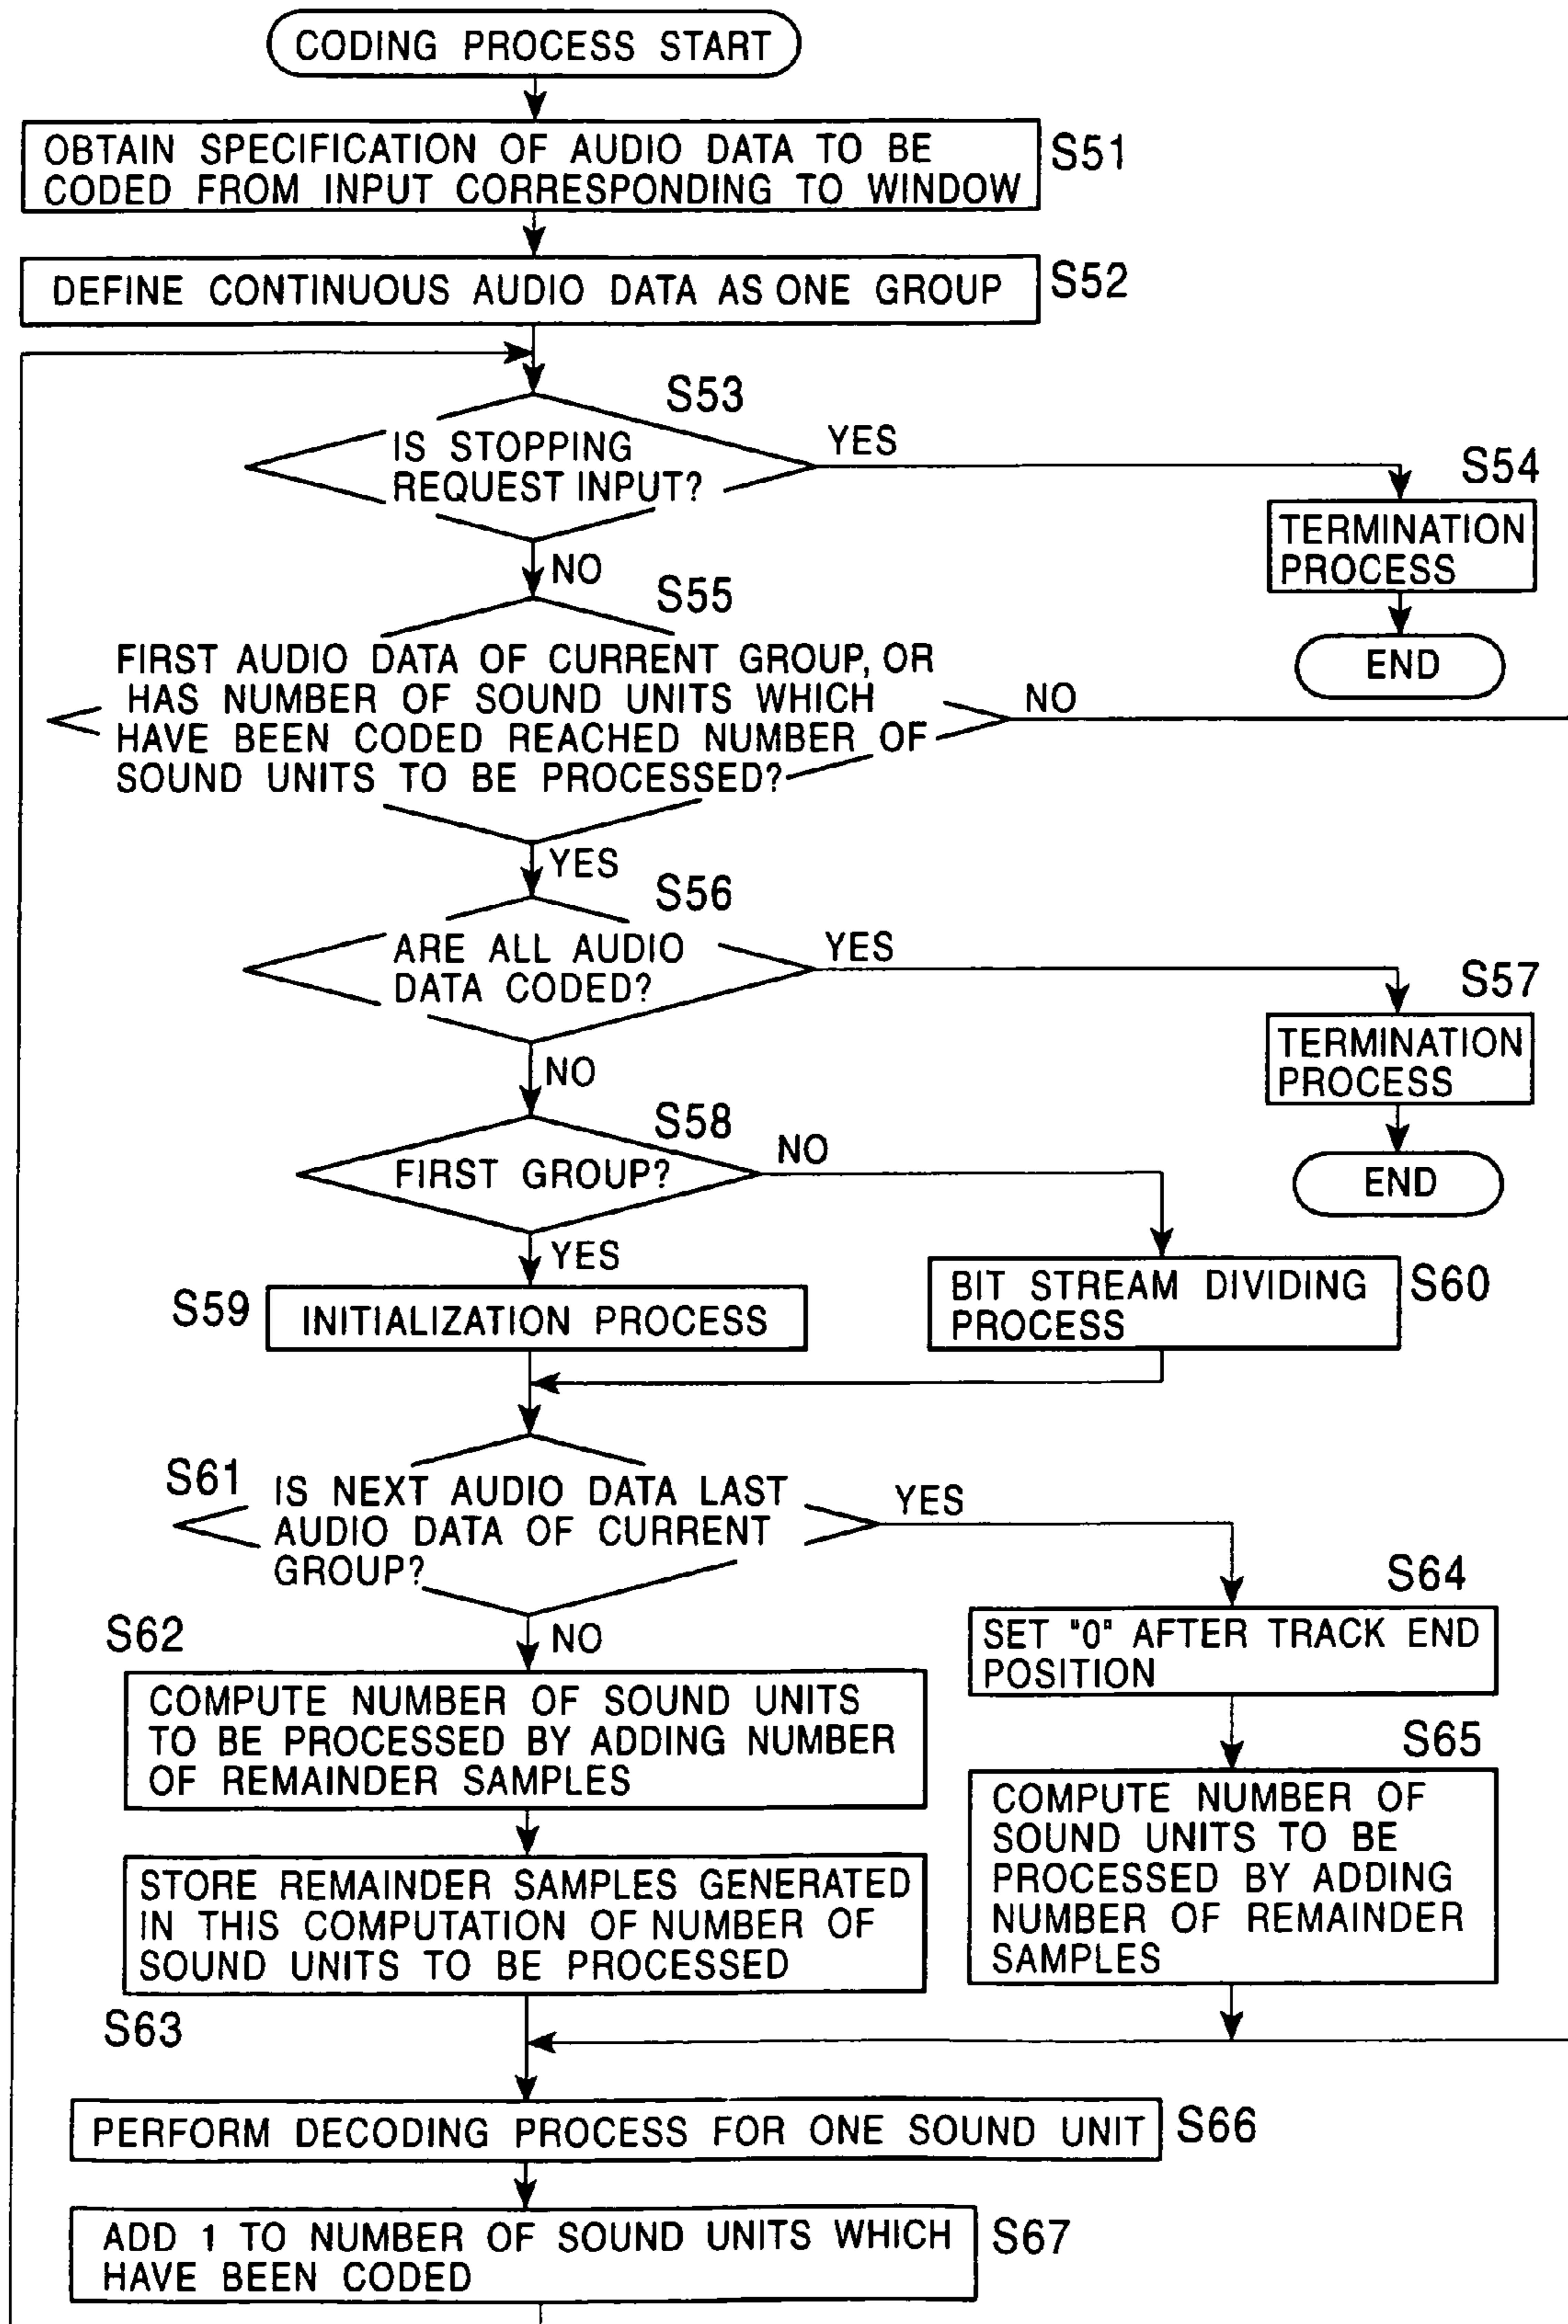 CODING PROCESS START
OBTAIN SPECIFICATION OF AUDIO DATA TO BE
CODED FROM INPUT CORRESPONDING TO WINDOW
S51
DEFINE CONTINUOUS AUDIO DATA AS ONE GROUP
S52
S53
IS STOPPING
REQUEST INPUT?
YES
S54
TERMINATION
PROCESS
END
NO
S55
FIRST AUDIO DATA OF CURRENT GROUP, OR
HAS NUMBER OF SOUND UNITS WHICH
HAVE BEEN CODED REACHED NUMBER OF
SOUND UNITS TO BE PROCESSED?
NO
YES
S56
ARE ALL AUDIO
DATA CODED?
YES
S57
TERMINATION
PROCESS
END
NO
S58
FIRST GROUP?
NO
YES
S59
INITIALIZATION PROCESS
BIT STREAM DIVIDING
PROCESS
S60
S61
IS NEXT AUDIO DATA LAST
AUDIO DATA OF CURRENT
GROUP?
YES
NO
S62
COMPUTE NUMBER OF SOUND UNITS
TO BE PROCESSED BY ADDING NUMBER
OF REMAINDER SAMPLES
STORE REMAINDER SAMPLES GENERATED
IN THIS COMPUTATION OF NUMBER OF
SOUND UNITS TO BE PROCESSED
S63
S64
SET "0" AFTER TRACK END
POSITION
S65
COMPUTE NUMBER OF
SOUND UNITS TO BE
PROCESSED BY ADDING
NUMBER OF REMAINDER
SAMPLES
PERFORM DECODING PROCESS FOR ONE SOUND UNIT
S66
ADD 1 TO NUMBER OF SOUND UNITS WHICH
HAVE BEEN CODED
S67